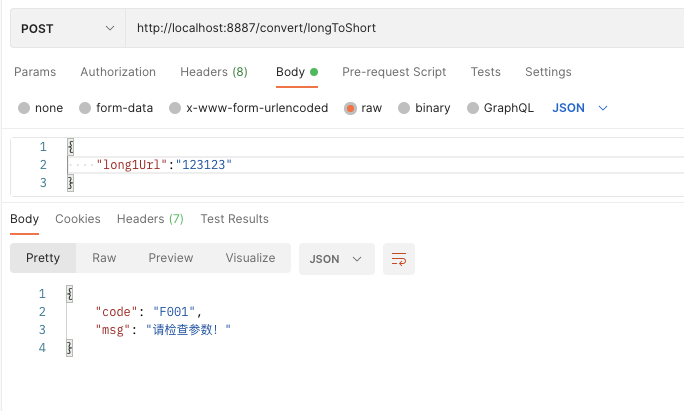 POST http://localhost:8887/convert/longToShort
Params Authorization Headers (8) Body Pre-request Script Tests Settings
none form-data x-www-form-urlencoded raw binary GraphQL JSON
1 {
2 "long1Url":"123123"
3 }
Body Cookies Headers (7) Test Results
Pretty Raw Preview Visualize JSON
1 {
2 "code": "F001",
3 "msg": "请检查参数！"
4 }